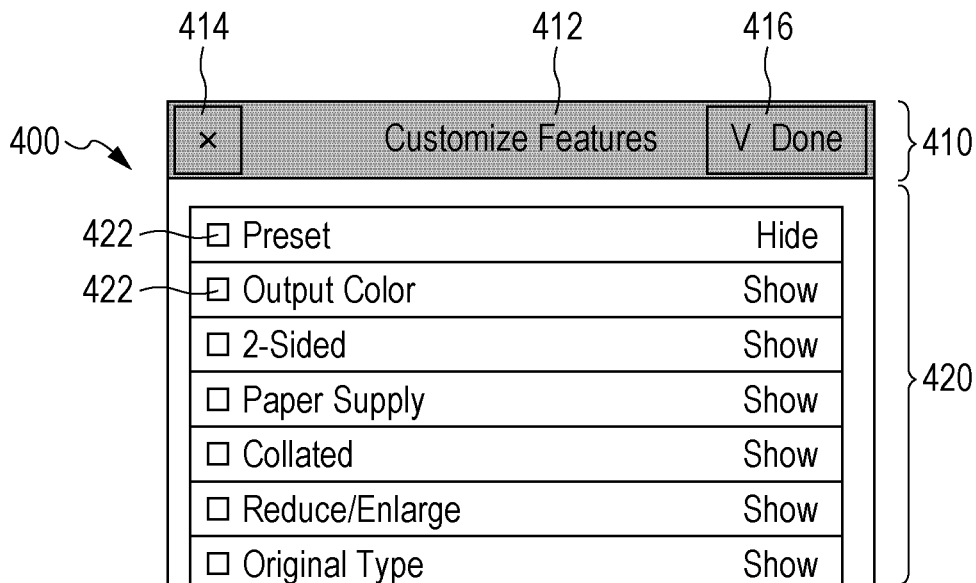 414 412 416
400 × Customize Features V Done 410
422 Preset Hide
422 Output Color Show
2-Sided Show
Paper Supply Show 420
Collated Show
Reduce/Enlarge Show
Original Type Show